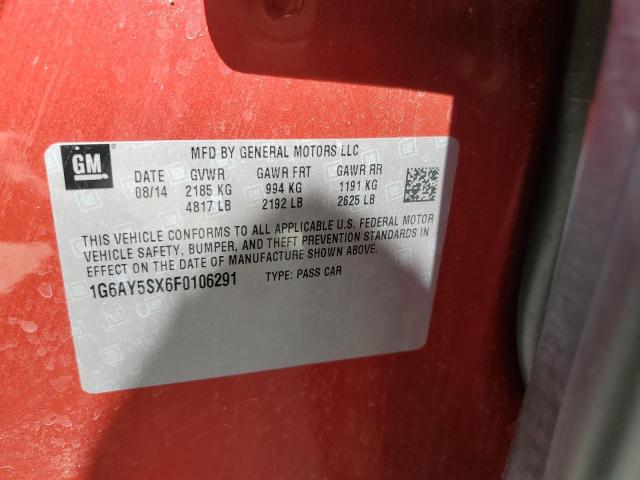 GM
MFD BY GENERAL MOTORS LLC
DATE GVWR GAWR FRT GAWR RR
08/14 2185 KG 994 KG 1191 KG
4817 LB 2192 LB 2625 LB
THIS VEHICLE CONFORMS TO ALL APPLICABLE U.S. FEDERAL MOTOR
VEHICLE SAFETY, BUMPER, AND THEFT PREVENTION STANDARDS IN
EFFECT ON THE DATE OF MANUFACTURE SHOWN ABOVE.
1G6AY5SX6F0106291 TYPE: PASS CAR